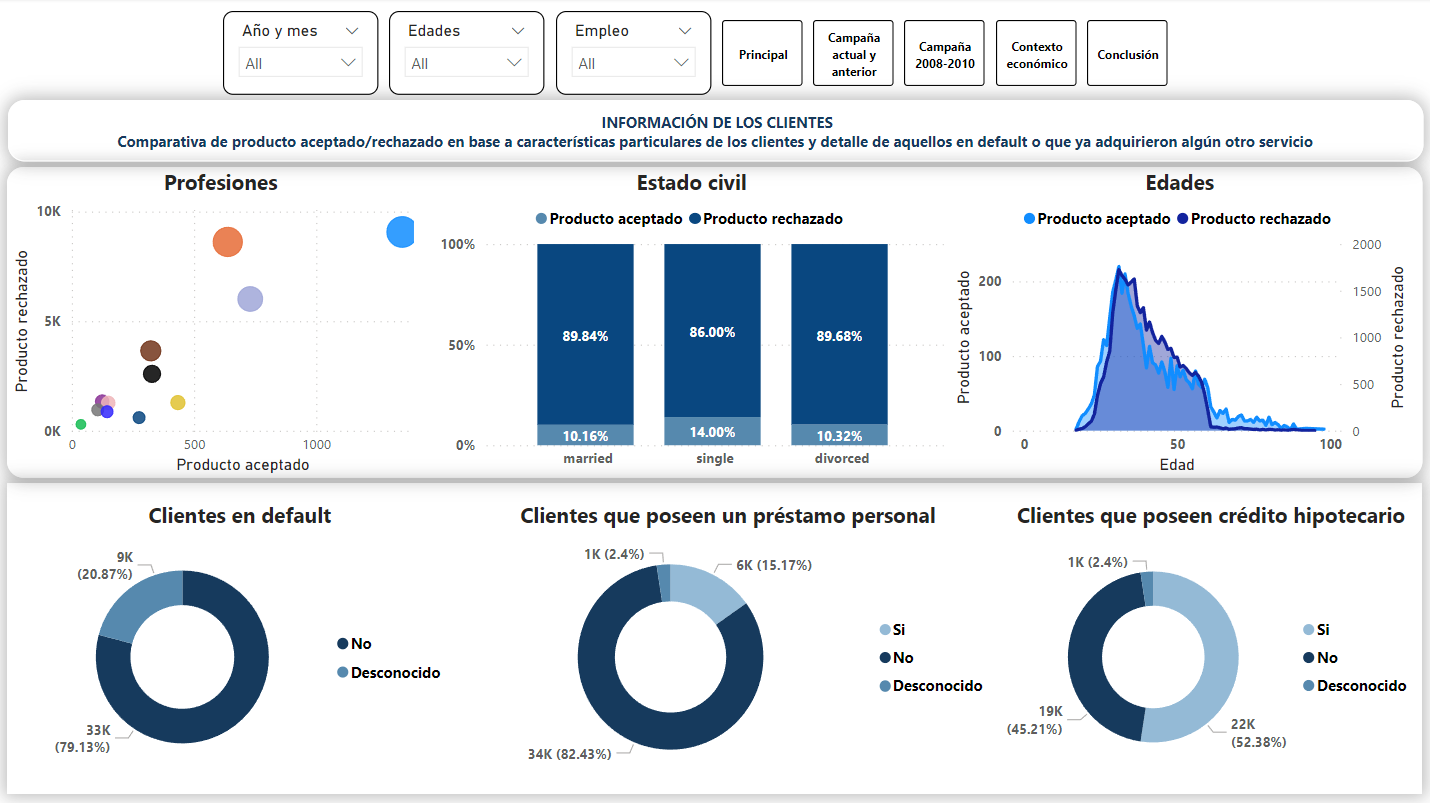 Año y mes
All
Edades
All
Empleo
All
Principal
Campaña
actual y
anterior
Campaña
2008-2010
Contexto
económico
Conclusión
INFORMACIÓN DE LOS CLIENTES
Comparativa de producto aceptado/rechazado en base a características particulares de los clientes y detalle de aquellos en default o que ya adquirieron algún otro servicio
Profesiones
Producto rechazado
10K
5K
0K
0
500
1000
Producto aceptado
Estado civil
Producto aceptado
Producto rechazado
100%
50%
0%
89.84%
86.00%
89.68%
10.16%
14.00%
10.32%
married
single
divorced
Edades
Producto aceptado
Producto rechazado
Producto aceptado
200
100
0
2000
1500
1000
500
0
Producto rechazado
0
50
100
Edad
Clientes en default
9K
(20.87%)
33K
(79.13%)
No
Desconocido
Clientes que poseen un préstamo personal
1K (2.4%)
6K (15.17%)
34K (82.43%)
Si
No
Desconocido
Clientes que poseen crédito hipotecario
1K (2.4%)
19K
(45.21%)
22K
(52.38%)
Si
No
Desconocido